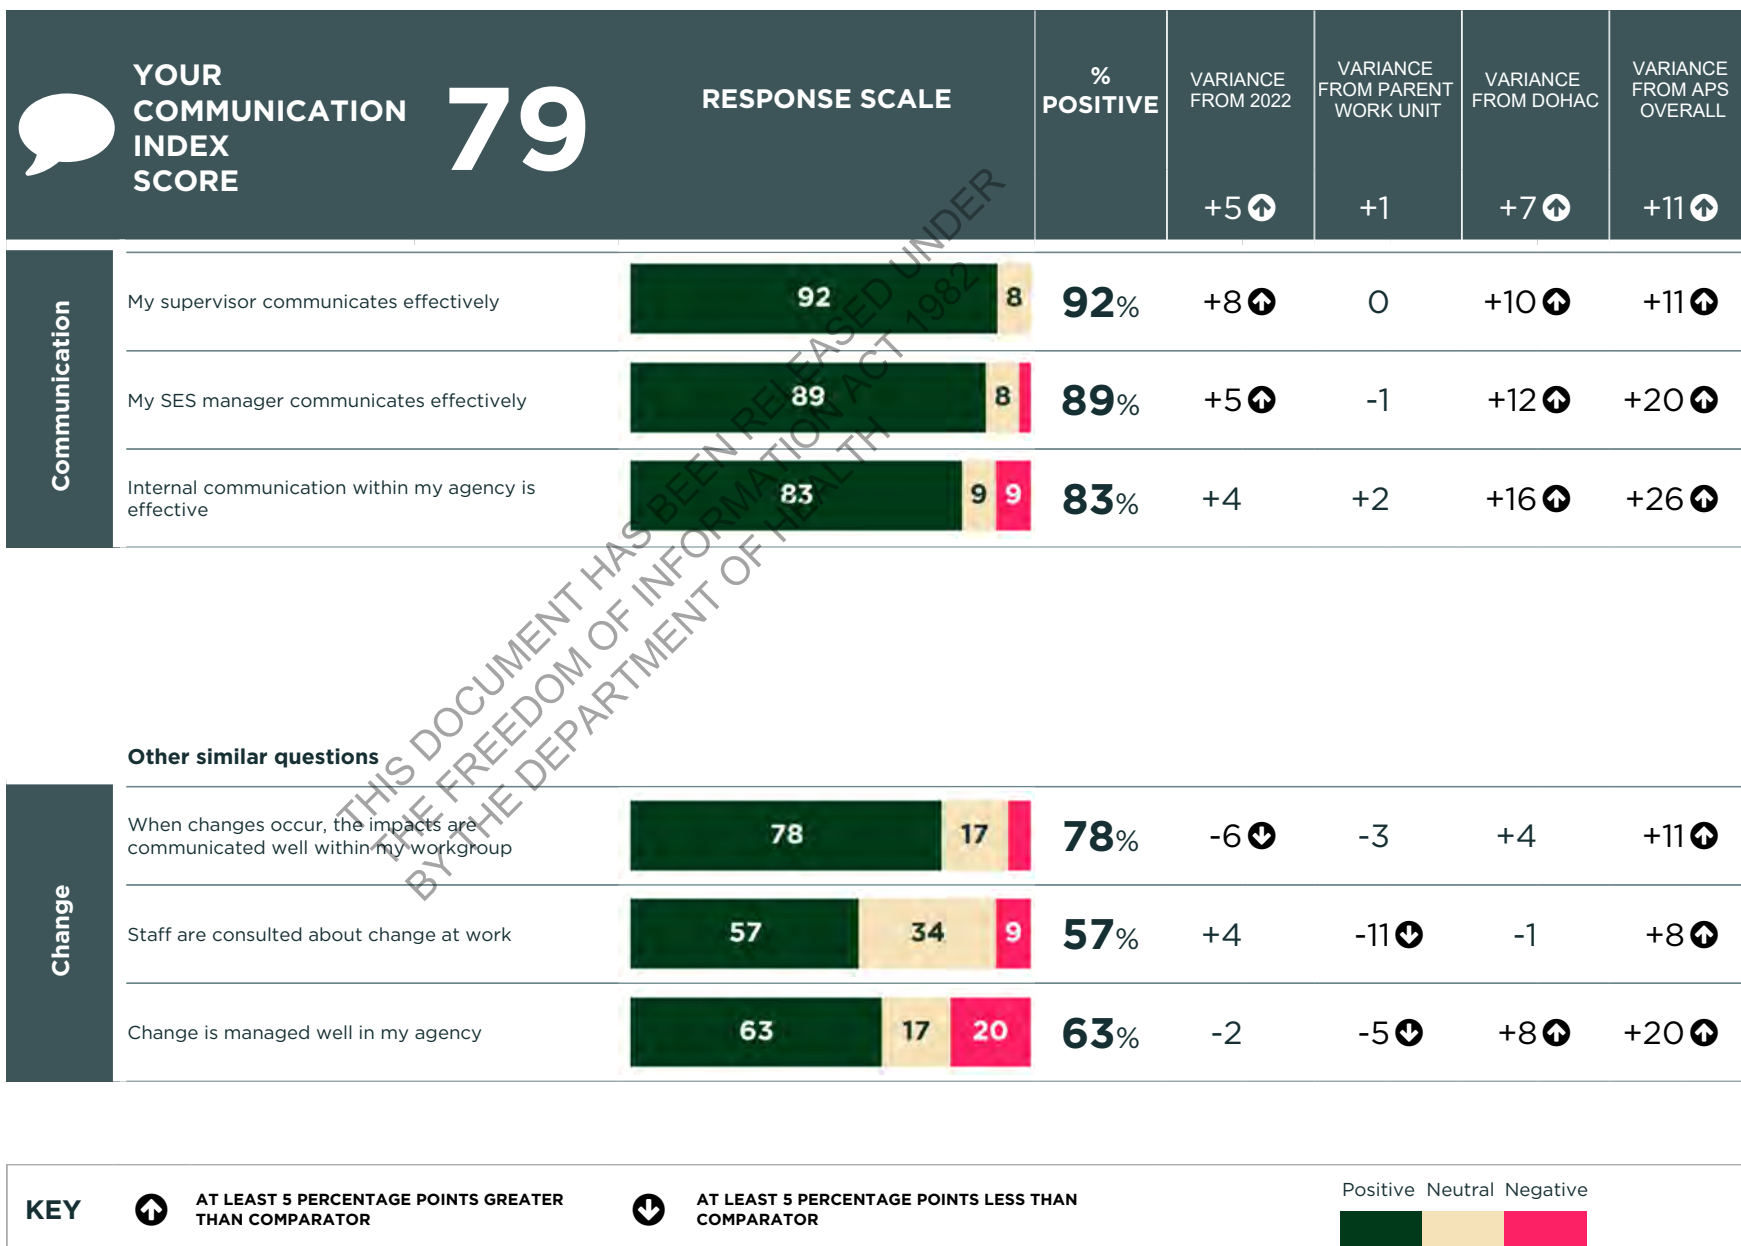 YOUR
COMMUNICATION
INDEX
SCORE
79
RESPONSE SCALE
%
POSITIVE
VARIANCE
FROM 2022
VARIANCE
FROM PARENT
WORK UNIT
VARIANCE
FROM DOHAC
VARIANCE
FROM APS
OVERALL
+5 +1 +7 +11
Communication
My supervisor communicates effectively 92 8 92% +8 0 +10 +11
My SES manager communicates effectively 89 8 89% +5 -1 +12 +20
Internal communication within my agency is
effective
83 9 9 83% +4 +2 +16 +26
THIS DOCUMENT HAS BEEN RELEASED UNDER
THE FREEDOM OF INFORMATION ACT 1982
BY THE DEPARTMENT OF HEALTH
Other similar questions
Change
When changes occur, the impacts are
communicated well within my workgroup
78 17 78% -6 -3 +4 +11
Staff are consulted about change at work 57 34 9 57% +4 -11 -1 +8
Change is managed well in my agency 63 17 20 63% -2 -5 +8 +20
KEY
AT LEAST 5 PERCENTAGE POINTS GREATER
THAN COMPARATOR
AT LEAST 5 PERCENTAGE POINTS LESS THAN
COMPARATOR
Positive Neutral Negative